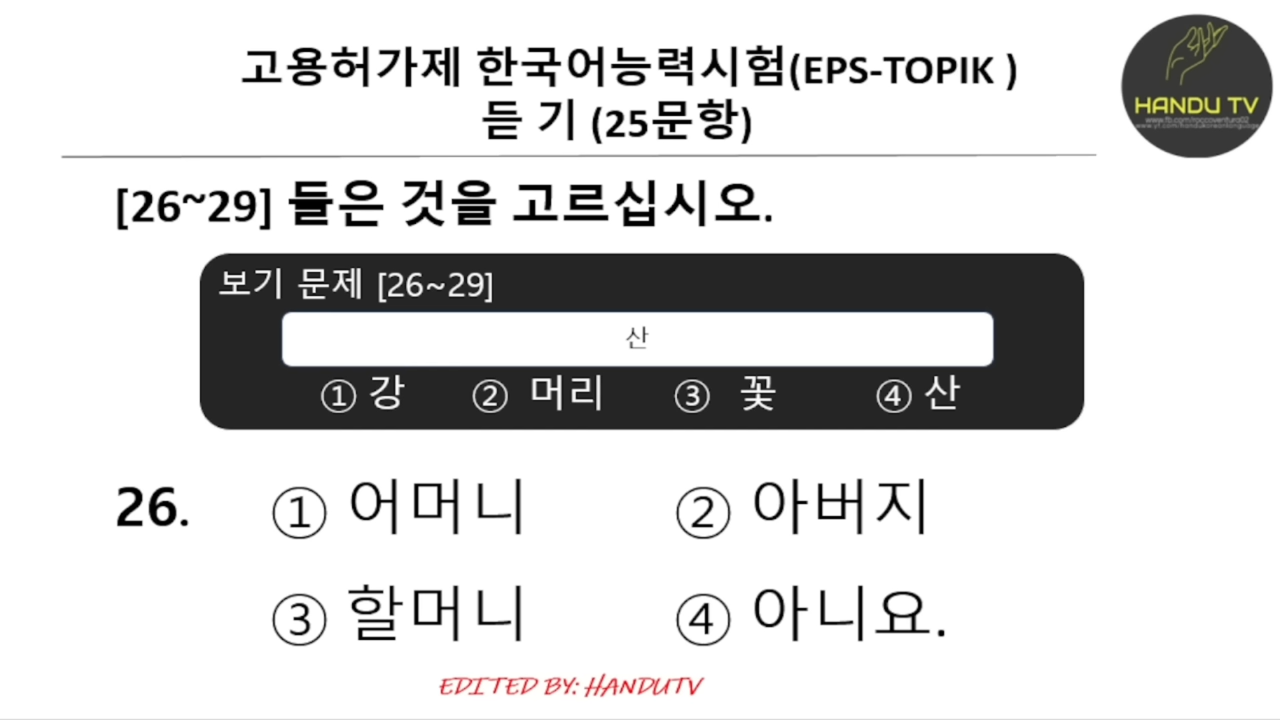 고용허가제 한국어능력시험(EPS-TOPIK )
듣 기 (25문항)
HANDU TV
[26~29] 들은 것을 고르십시오.
보기 문제 [26~29]
산
① 강 ② 머리 ③ 꽃 ④ 산
26. ① 어머니 ② 아버지
③ 할머니 ④ 아니요.
EDITED BY: HANDUTV